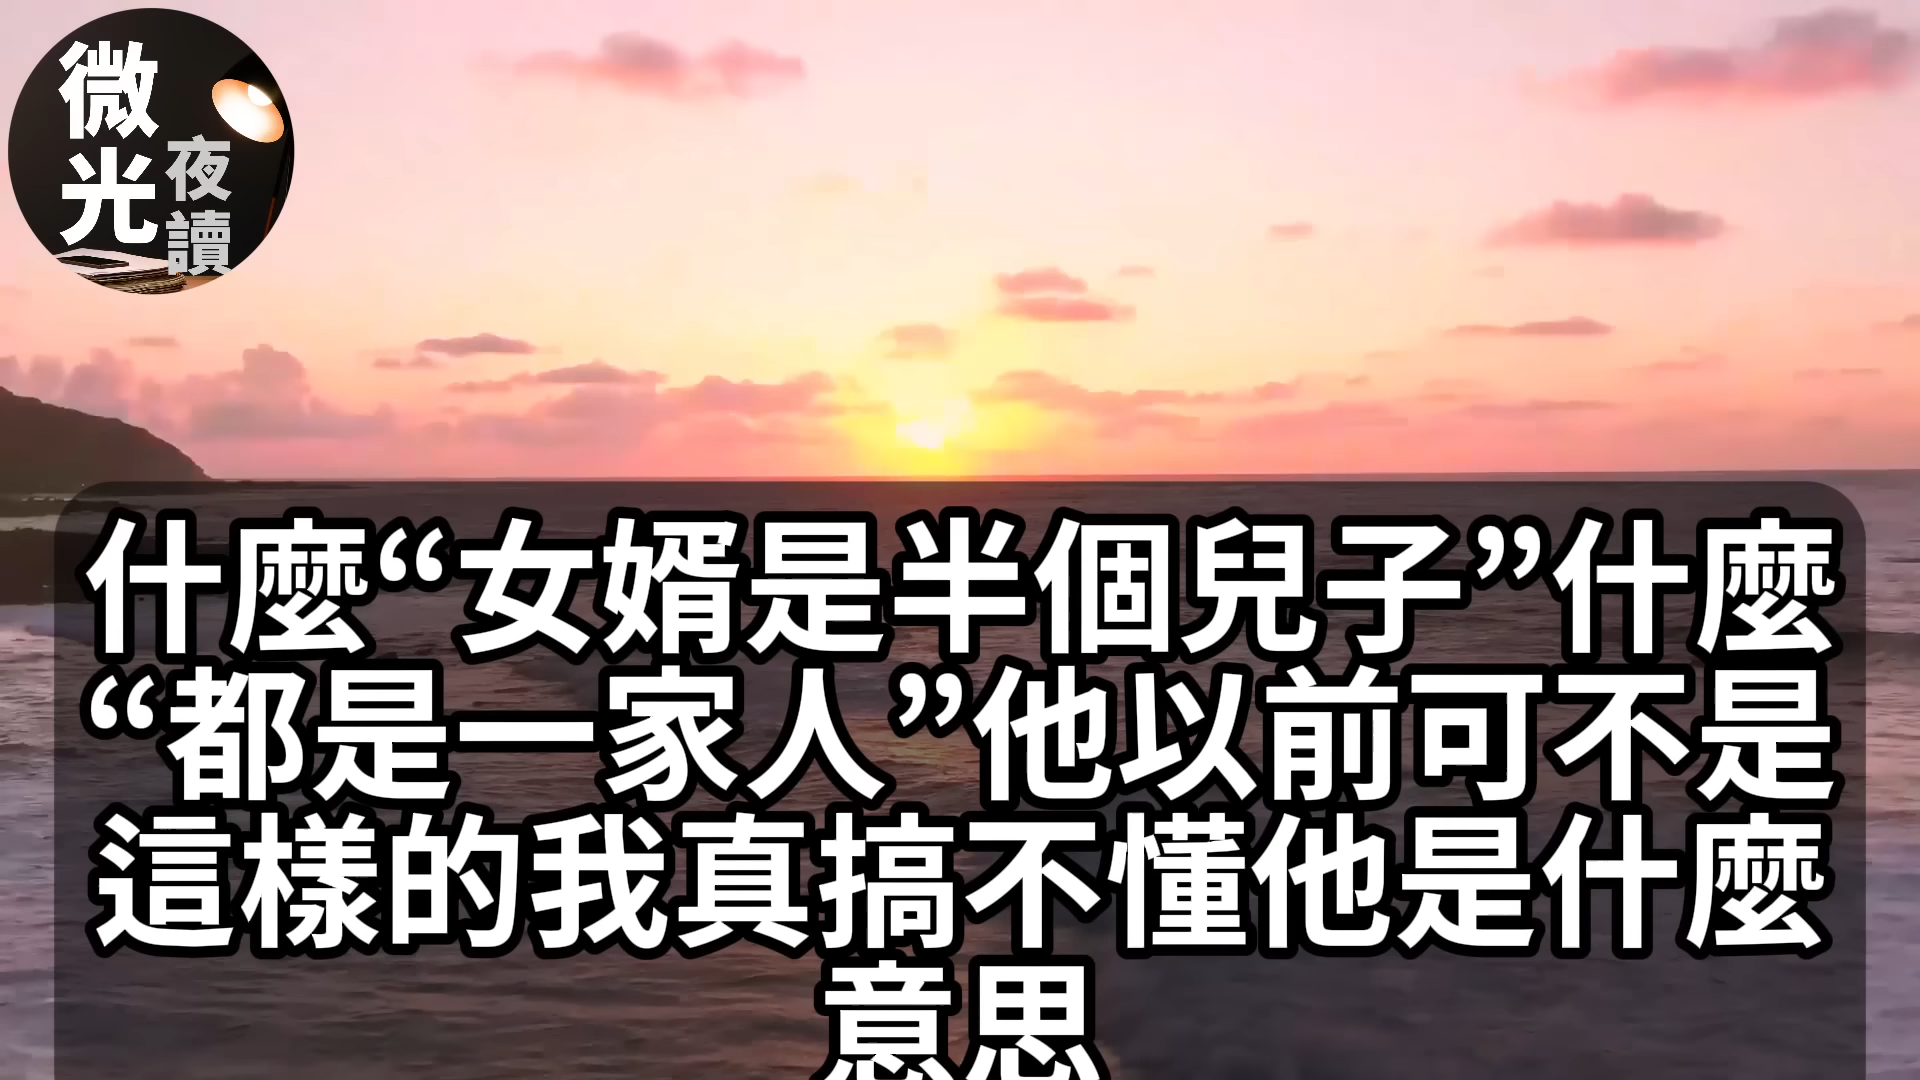 微光
夜讀
什麼“女婿是半個兒子”什麼
“都是一家人”他以前可不是
這樣的我真搞不懂他是什麼
意思